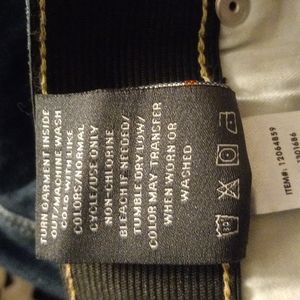 TURN GARMENT INSIDE
OUT/MACHINE WASH
COLD WITH LIKE
COLORS/NORMAL
CYCLE/USE ONLY
NON-CHLORINE
BLEACH IF NEEDED/
TUMBLE DRY LOW/
COLOR MAY TRANSFER
WHEN WORN OR
WASHED
ITEM#: 12064859